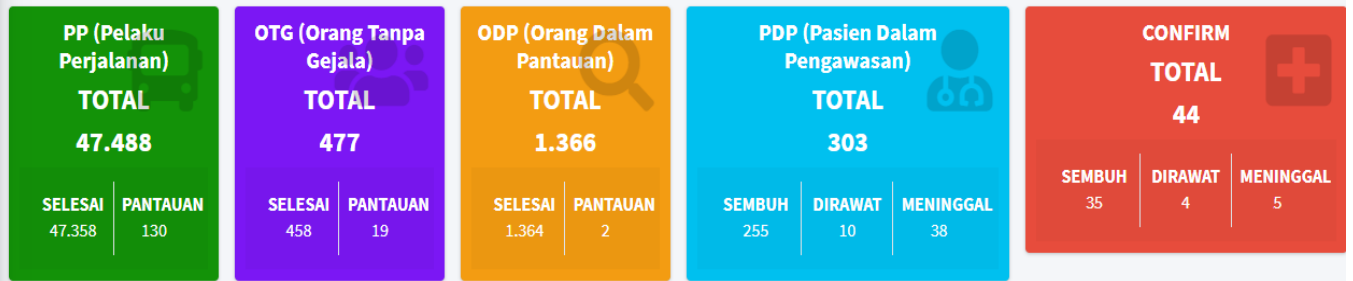 PP (Pelaku
Perjalanan)
TOTAL
47.488
SELESAI PANTAUAN
47.358 130
OTG (Orang Tanpa
Gejala)
TOTAL
477
SELESAI PANTAUAN
458 19
ODP (Orang Dalam
Pantauan)
TOTAL
1.366
SELESAI PANTAUAN
1.364 2
PDP (Pasien Dalam
Pengawasan)
TOTAL
303
SEMBUH DIRAWAT MENINGGAL
255 10 38
CONFIRM
TOTAL
44
SEMBUH DIRAWAT MENINGGAL
35 4 5